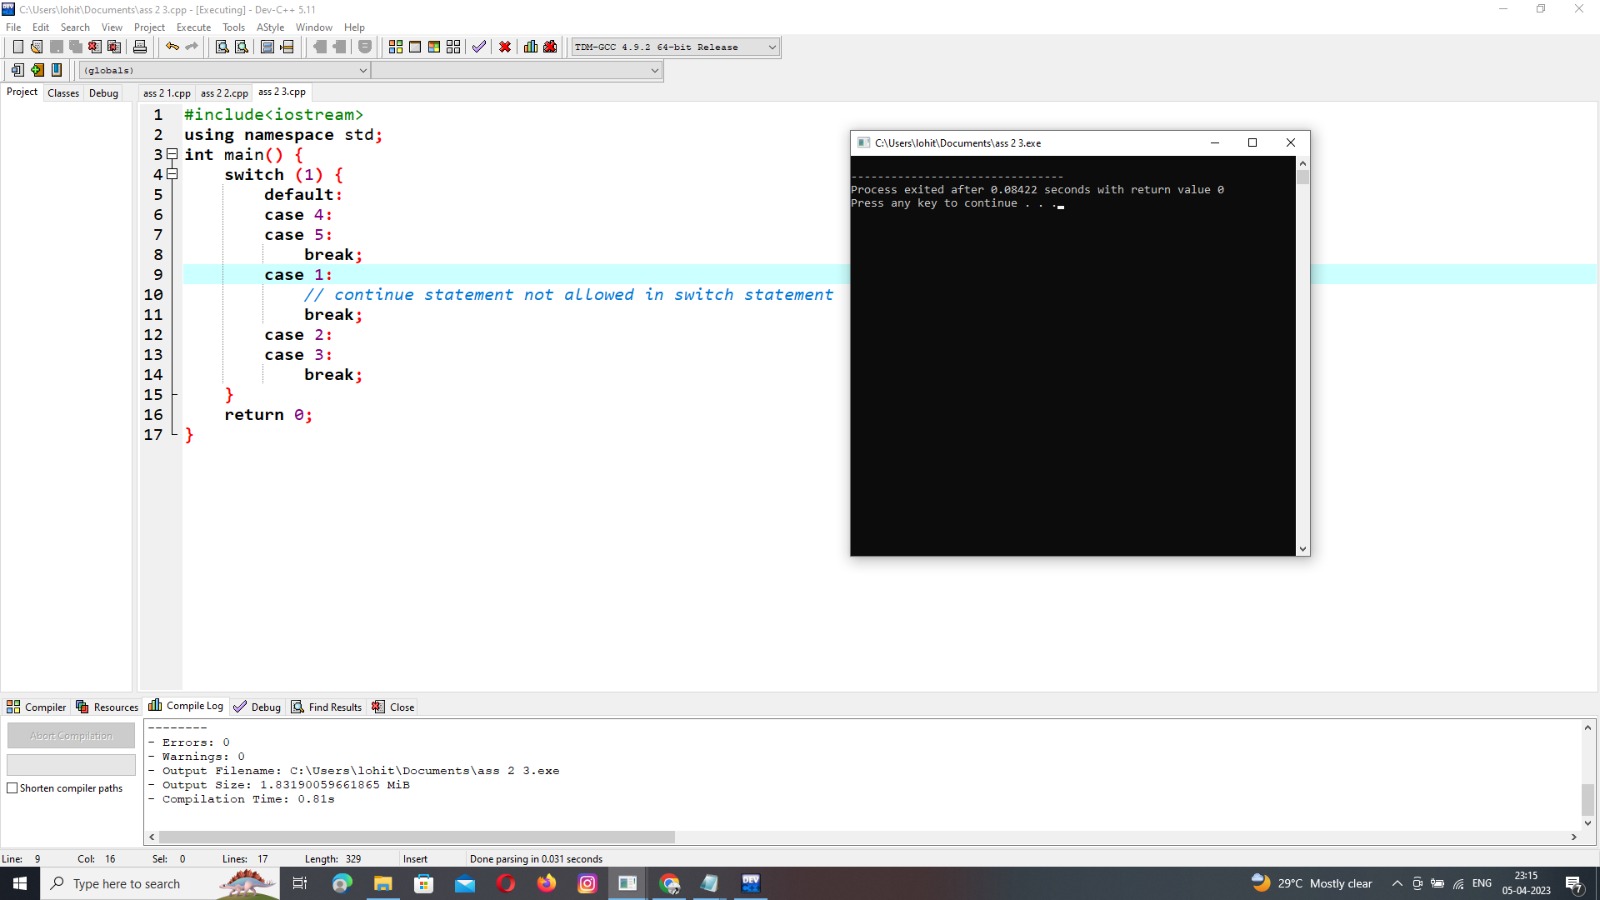 C:\Users\lohit\Documents\ass 2 3.cpp - [Executing] - Dev-C++ 5.11
File Edit Search View Project Execute Tools AStyle Window Help
TDM-GCC 4.9.2 64-bit Release
(globals)
Project Classes Debug ass 2 1.cpp ass 2 2.cpp ass 2 3.cpp
1 #include<iostream>
2 using namespace std;
3 int main() {
4 switch (1) {
5 default:
6 case 4:
7 case 5:
8 break;
9 case 1:
10 // continue statement not allowed in switch statement
11 break;
12 case 2:
13 case 3:
14 break;
15 }
16 return 0;
17 }
C:\Users\lohit\Documents\ass 2 3.exe
--------------------------------
Process exited after 0.08422 seconds with return value 0
Press any key to continue . . .
Compiler Resources Compile Log Debug Find Results Close
Abort Compilation
Shorten compiler paths
--------
- Errors: 0
- Warnings: 0
- Output Filename: C:\Users\lohit\Documents\ass 2 3.exe
- Output Size: 1.83190059661865 MiB
- Compilation Time: 0.81s
Line: 9 Col: 16 Sel: 0 Lines: 17 Length: 329 Insert Done parsing in 0.031 seconds
Type here to search
DEV
29°C Mostly clear
ENG
23:15
05-04-2023
7